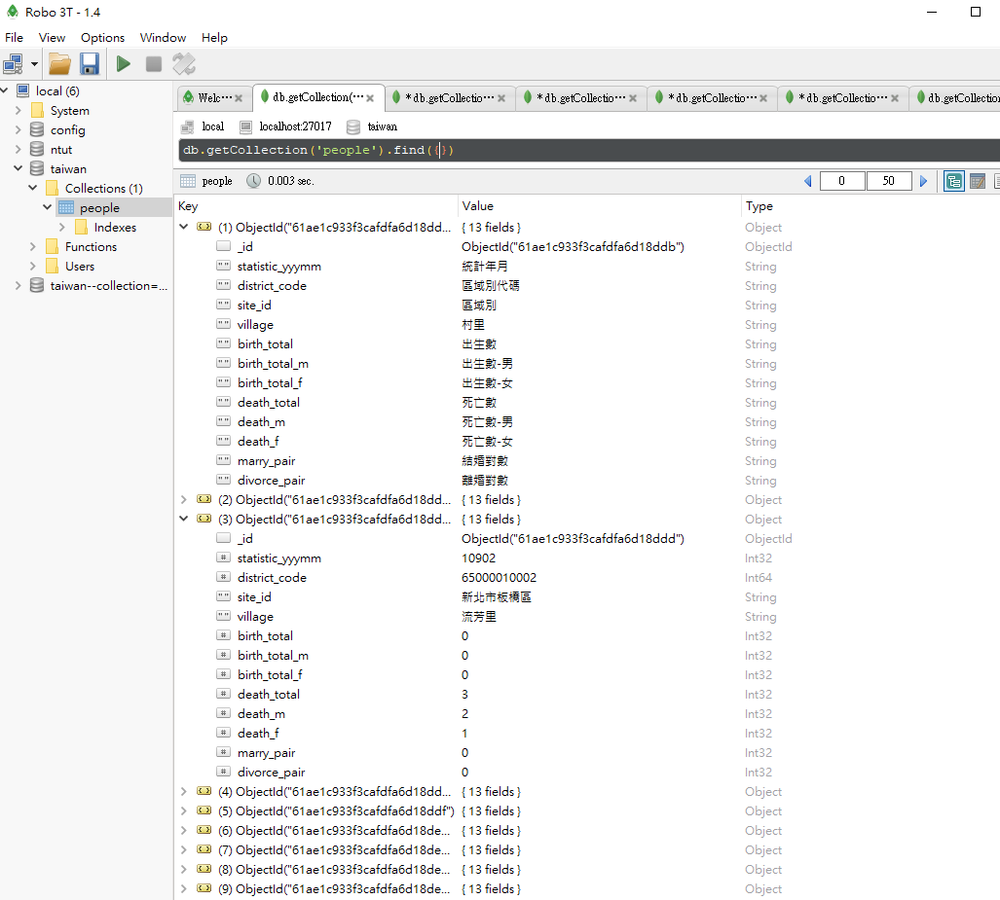 Robo 3T - 1.4
File View Options Window Help
local (6)
System
config
ntut
taiwan
Collections (1)
people
Indexes
Functions
Users
taiwan--collection=...
Welc··· × db.getCollection(··· × *db.getCollectio··· × *db.getCollectio··· × *db.getCollectio··· × *db.getCollectio··· × db.getCollection
local localhost:27017 taiwan
db.getCollection('people').find({})
people 0.003 sec. 0 50
Key Value Type
(1) ObjectId("61ae1c933f3cafdfa6d18dd... { 13 fields } Object
_id ObjectId("61ae1c933f3cafdfa6d18ddb") ObjectId
statistic_yyymm 統計年月 String
district_code 區域別代碼 String
site_id 區域別 String
village 村里 String
birth_total 出生數 String
birth_total_m 出生數-男 String
birth_total_f 出生數-女 String
death_total 死亡數 String
death_m 死亡數-男 String
death_f 死亡數-女 String
marry_pair 結婚對數 String
divorce_pair 離婚對數 String
(2) ObjectId("61ae1c933f3cafdfa6d18dd... { 13 fields } Object
(3) ObjectId("61ae1c933f3cafdfa6d18dd... { 13 fields } Object
_id ObjectId("61ae1c933f3cafdfa6d18ddd") ObjectId
statistic_yyymm 10902 Int32
district_code 65000010002 Int64
site_id 新北市板橋區 String
village 流芳里 String
birth_total 0 Int32
birth_total_m 0 Int32
birth_total_f 0 Int32
death_total 3 Int32
death_m 2 Int32
death_f 1 Int32
marry_pair 0 Int32
divorce_pair 0 Int32
(4) ObjectId("61ae1c933f3cafdfa6d18dd... { 13 fields } Object
(5) ObjectId("61ae1c933f3cafdfa6d18ddf") { 13 fields } Object
(6) ObjectId("61ae1c933f3cafdfa6d18de... { 13 fields } Object
(7) ObjectId("61ae1c933f3cafdfa6d18de... { 13 fields } Object
(8) ObjectId("61ae1c933f3cafdfa6d18de... { 13 fields } Object
(9) ObjectId("61ae1c933f3cafdfa6d18de... { 13 fields } Object